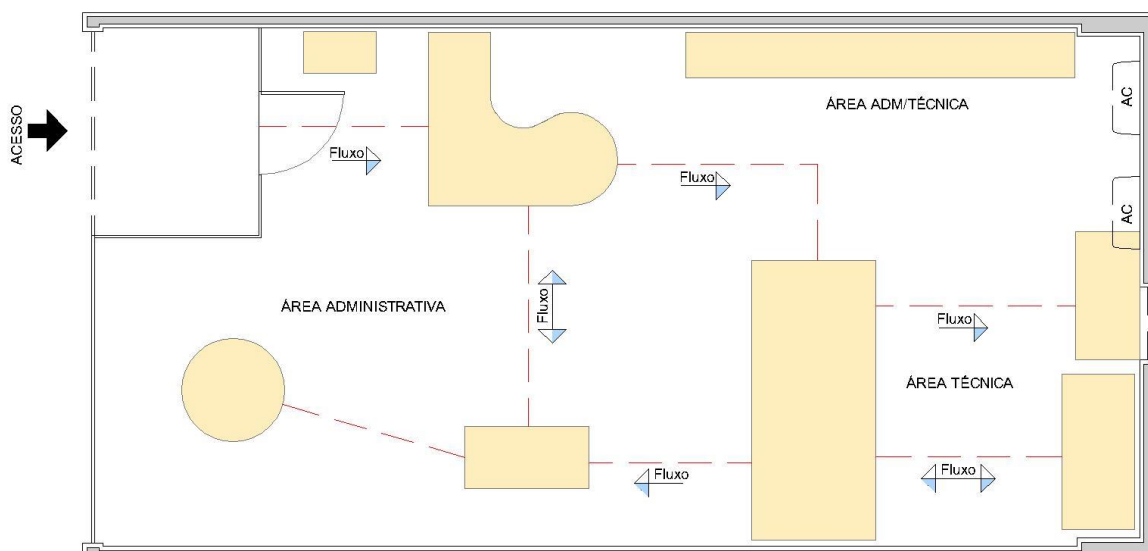 ACESSO
Fluxo
Fluxo
ÁREA ADM/TÉCNICA
AC
AC
ÁREA ADMINISTRATIVA
Fluxo
Fluxo
ÁREA TÉCNICA
Fluxo
Fluxo